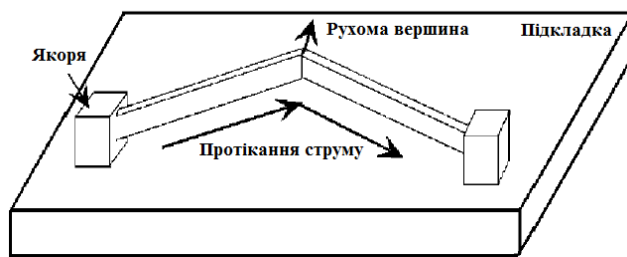 Рухома вершина
Підкладка
Якоря
Протікання струму